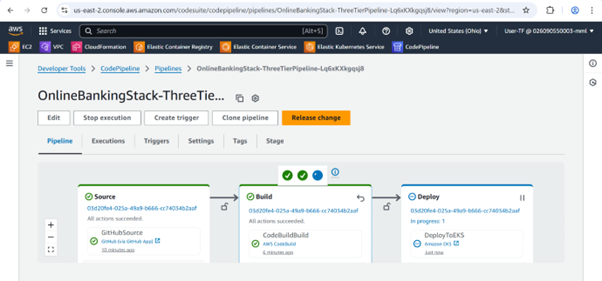 us-east-2.console.aws.amazon.com/codesuite/codepipeline/pipelines/OnlineBankingStack-ThreeTierPipeline-Lq6xKXkgqsj8/view?region=us-east-2&st...
aws Services Search [Alt+S] United States (Ohio) User-TF @ 026090550003-mml
EC2 VPC CloudFormation Elastic Container Registry Elastic Container Service Elastic Kubernetes Service CodePipeline
Developer Tools > CodePipeline > Pipelines > OnlineBankingStack-ThreeTierPipeline-Lq6xKXkgqsj8
OnlineBankingStack-ThreeTie...
Edit Stop execution Create trigger Clone pipeline Release change
Pipeline Executions Triggers Settings Tags Stage
Source Build Deploy
03d20fe4-025a-49a9-b666-cc74034b2aaf 03d20fe4-025a-49a9-b666-cc74034b2aaf 03d20fe4-025a-49a9-b666-cc74034b2aaf
All actions succeeded. All actions succeeded. In progress: 1
GitHubSource CodeBuildBuild DeployToEKS
GitHub (via GitHub App) AWS CodeBuild Amazon EKS
10 minutes ago 6 minutes ago Just now